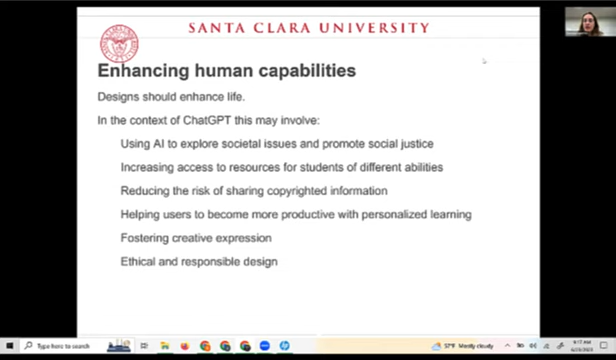 SANTA CLARA UNIVERSITY
Enhancing human capabilities
Designs should enhance life.
In the context of ChatGPT this may involve:
Using AI to explore societal issues and promote social justice
Increasing access to resources for students of different abilities
Reducing the risk of sharing copyrighted information
Helping users to become more productive with personalized learning
Fostering creative expression
Ethical and responsible design
Type here to search
Mostly cloudy